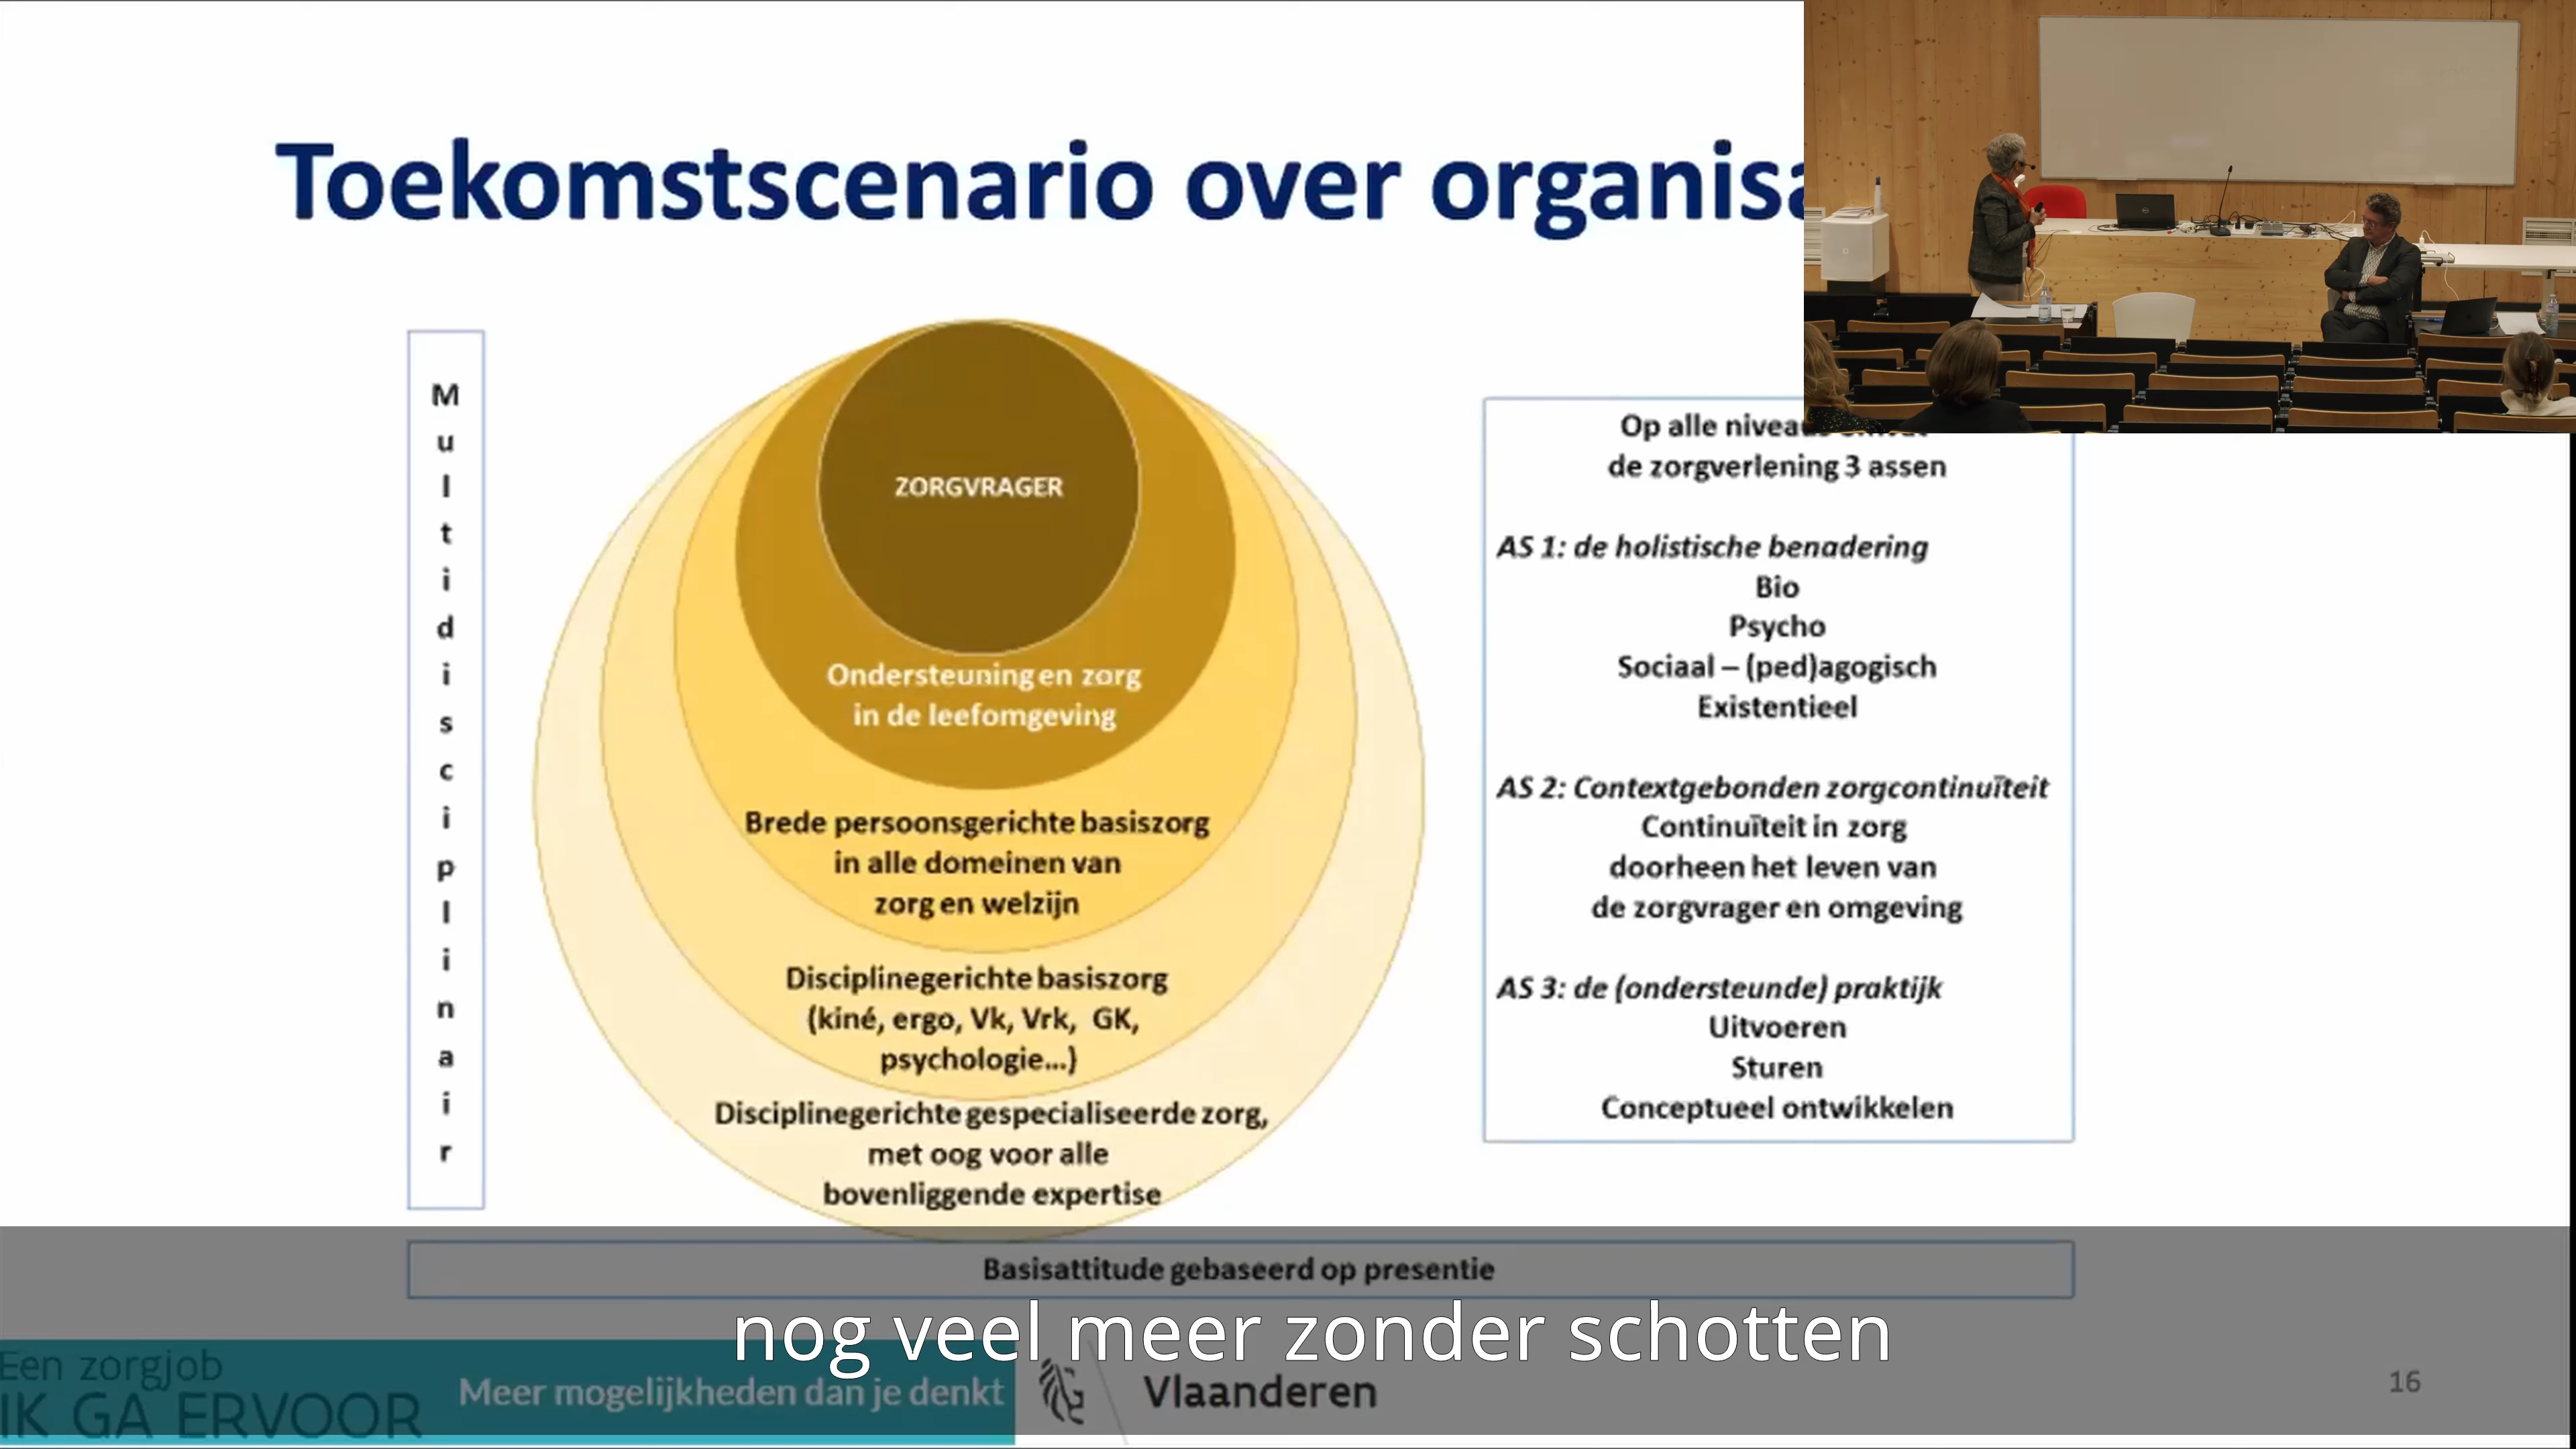 Toekomstscenario over organisa
Multidisciplinair
ZORGVRAGER
Ondersteuning en zorg
in de leefomgeving
Brede persoonsgerichte basiszorg
in alle domeinen van
zorg en welzijn
Disciplinegerichte basiszorg
(kiné, ergo, Vk, Vrk, GK,
psychologie...)
Disciplinegerichte gespecialiseerde zorg,
met oog voor alle
bovenliggende expertise
Op alle
de zorgverlening 3 assen
AS 1: de holistische benadering
Bio
Psycho
Sociaal – (ped)agogisch
Existentieel
AS 2: Contextgebonden zorgcontinuïteit
Continuïteit in zorg
doorheen het leven van
de zorgvrager en omgeving
AS 3: de (ondersteunde) praktijk
Uitvoeren
Sturen
Conceptueel ontwikkelen
Basisattitude gebaseerd op presentie
nog veel meer zonder schotten
Een zorgjob
IK GA ERVOOR
Meer mogelijkheden dan je denkt
Vlaanderen
16